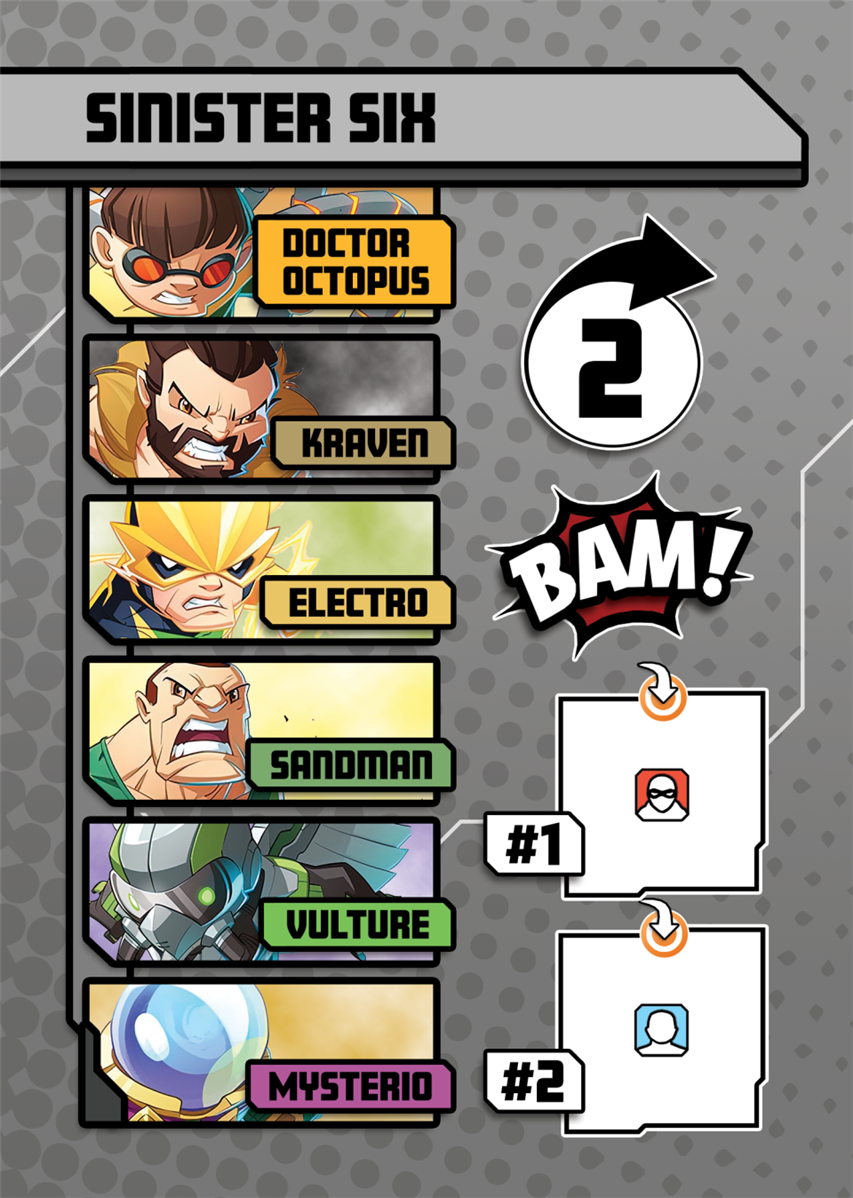 SINISTER SIX
DOCTOR
OCTOPUS
2
KRAVEN
BAM!
ELECTRO
SANDMAN
#1
VULTURE
MYSTERIO
#2